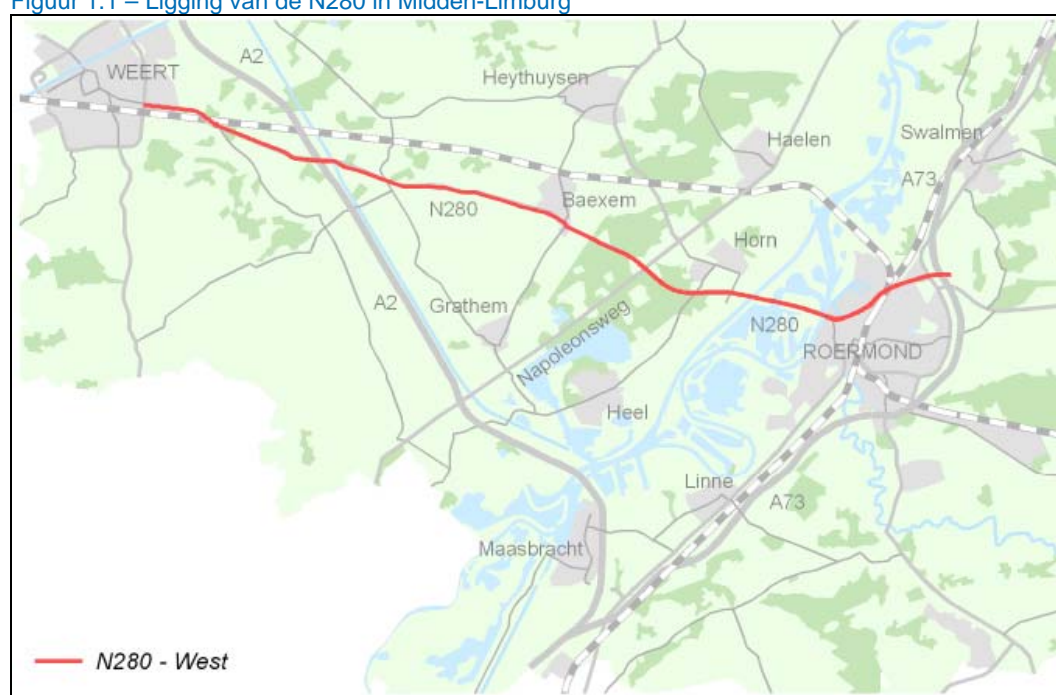 Figuur 1.1 – Ligging van de N280 in Midden-Limburg
A2
WEERT
Heythuysen
Haelen
Swalmen
A73
N280
Baexem
Horn
A2
Grathem
Napoleonsweg
N280
ROERMOND
Heel
Linne
A73
Maasbracht
N280 - West